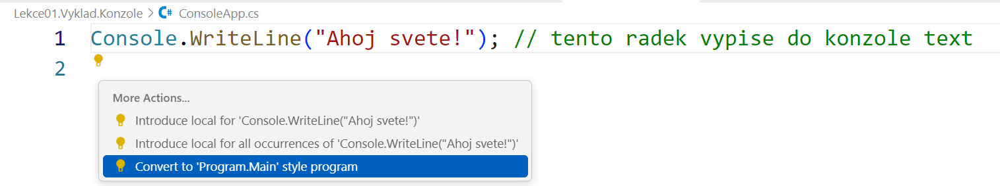 Lekce01.Vyklad.Konzole > C# ConsoleApp.cs
1 Console.WriteLine("Ahoj svete!"); // tento radek vypise do konzole text
2
More Actions...
Introduce local for 'Console.WriteLine("Ahoj svete!")'
Introduce local for all occurrences of 'Console.WriteLine("Ahoj svete!")'
Convert to 'Program.Main' style program